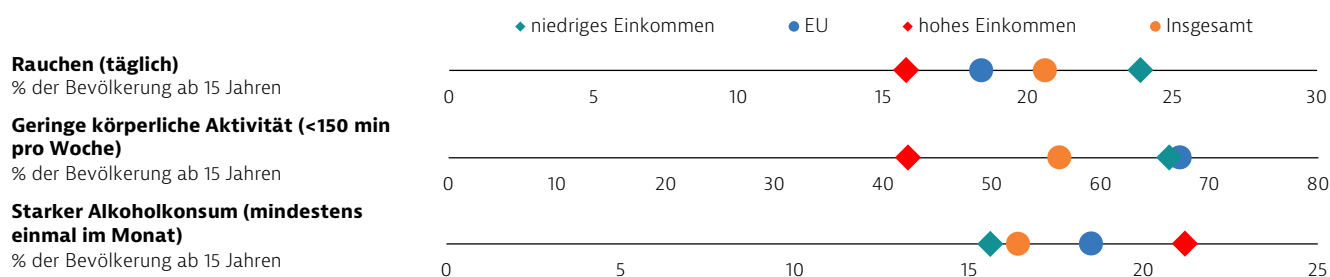 niedriges Einkommen EU hohes Einkommen Insgesamt
Rauchen (täglich)
% der Bevölkerung ab 15 Jahren
0 5 10 15 20 25 30
Geringe körperliche Aktivität (<150 min
pro Woche)
% der Bevölkerung ab 15 Jahren
0 10 20 30 40 50 60 70 80
Starker Alkoholkonsum (mindestens
einmal im Monat)
% der Bevölkerung ab 15 Jahren
0 5 10 15 20 25